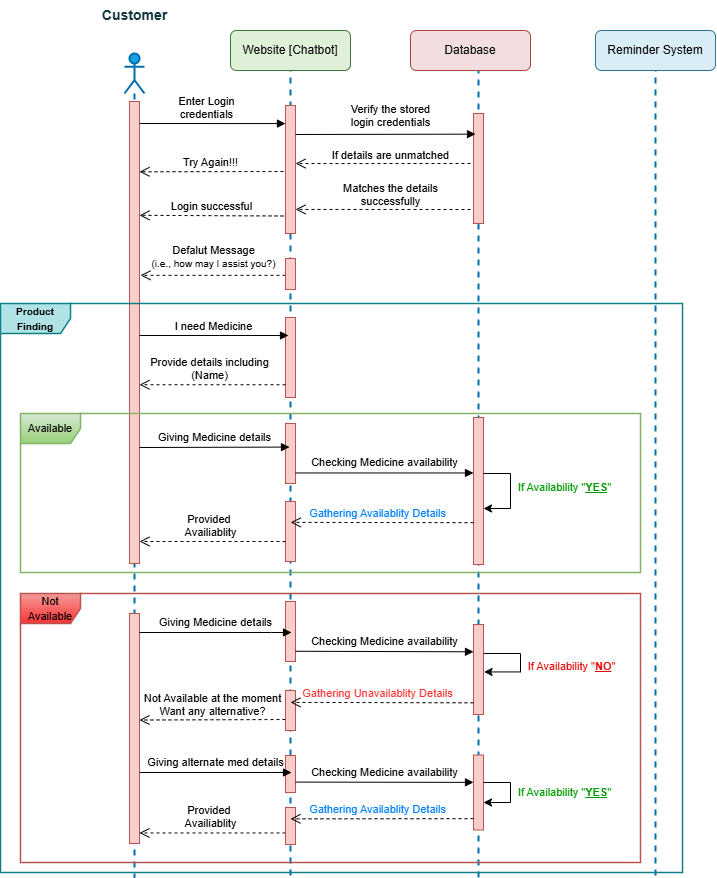 Customer
Website [Chatbot]
Database
Reminder System
Enter Login
credentials
Verify the stored
login credentials
If details are unmatched
Try Again!!!
Matches the details
successfully
Login successful
Defalut Message
(i.e., how may I assist you?)
Product
Finding
I need Medicine
Provide details including
(Name)
Available
Giving Medicine details
Checking Medicine availability
If Availability "YES"
Gathering Availablity Details
Provided
Availiablity
Not
Available
Giving Medicine details
Checking Medicine availability
If Availability "NO"
Gathering Unavailablity Details
Not Available at the moment
Want any alternative?
Giving alternate med details
Checking Medicine availability
If Availability "YES"
Gathering Availablity Details
Provided
Availiablity